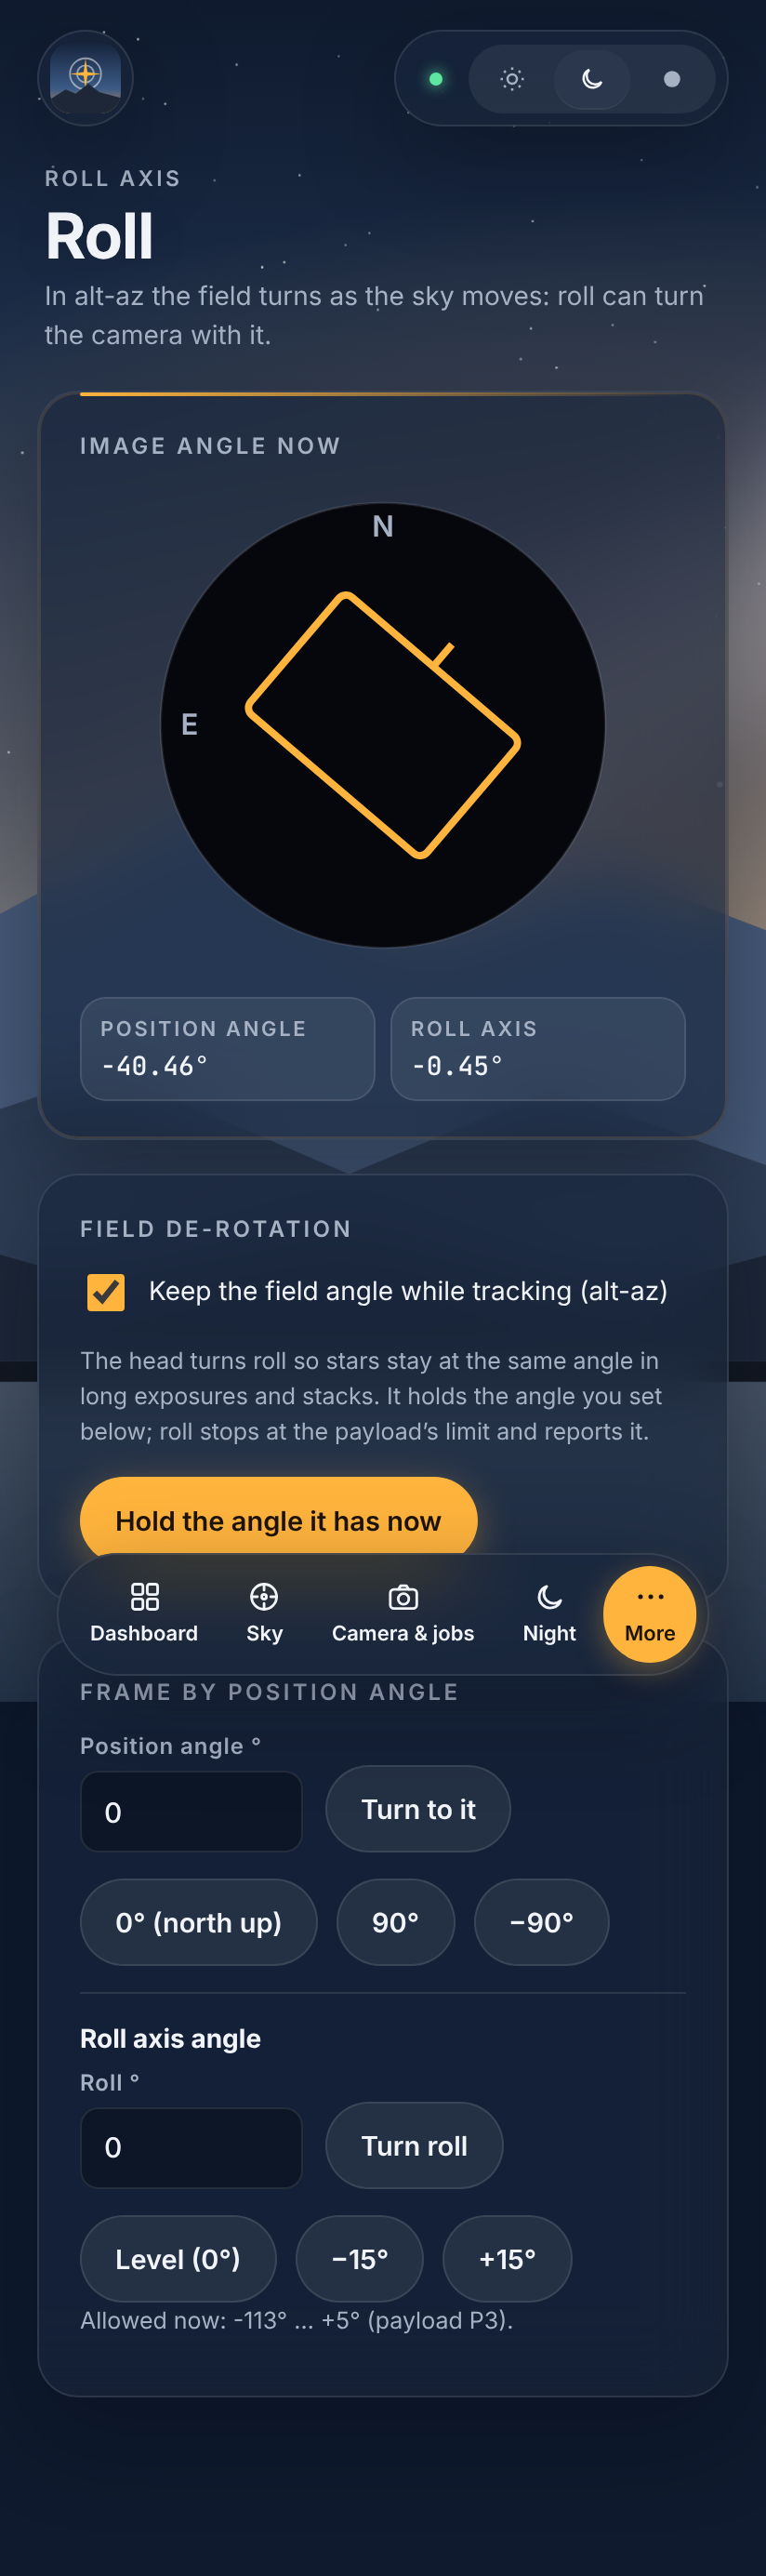 ROLL AXIS
Roll
In alt-az the field turns as the sky moves: roll can turn
the camera with it.
IMAGE ANGLE NOW
N
E
POSITION ANGLE
-40.46°
ROLL AXIS
-0.45°
FIELD DE-ROTATION
Keep the field angle while tracking (alt-az)
The head turns roll so stars stay at the same angle in
long exposures and stacks. It holds the angle you set
below; roll stops at the payload’s limit and reports it.
Hold the angle it has now
Dashboard
Sky
Camera & jobs
Night
More
FRAME BY POSITION ANGLE
Position angle °
0
Turn to it
0° (north up)
90°
−90°
Roll axis angle
Roll °
0
Turn roll
Level (0°)
−15°
+15°
Allowed now: -113° … +5° (payload P3).